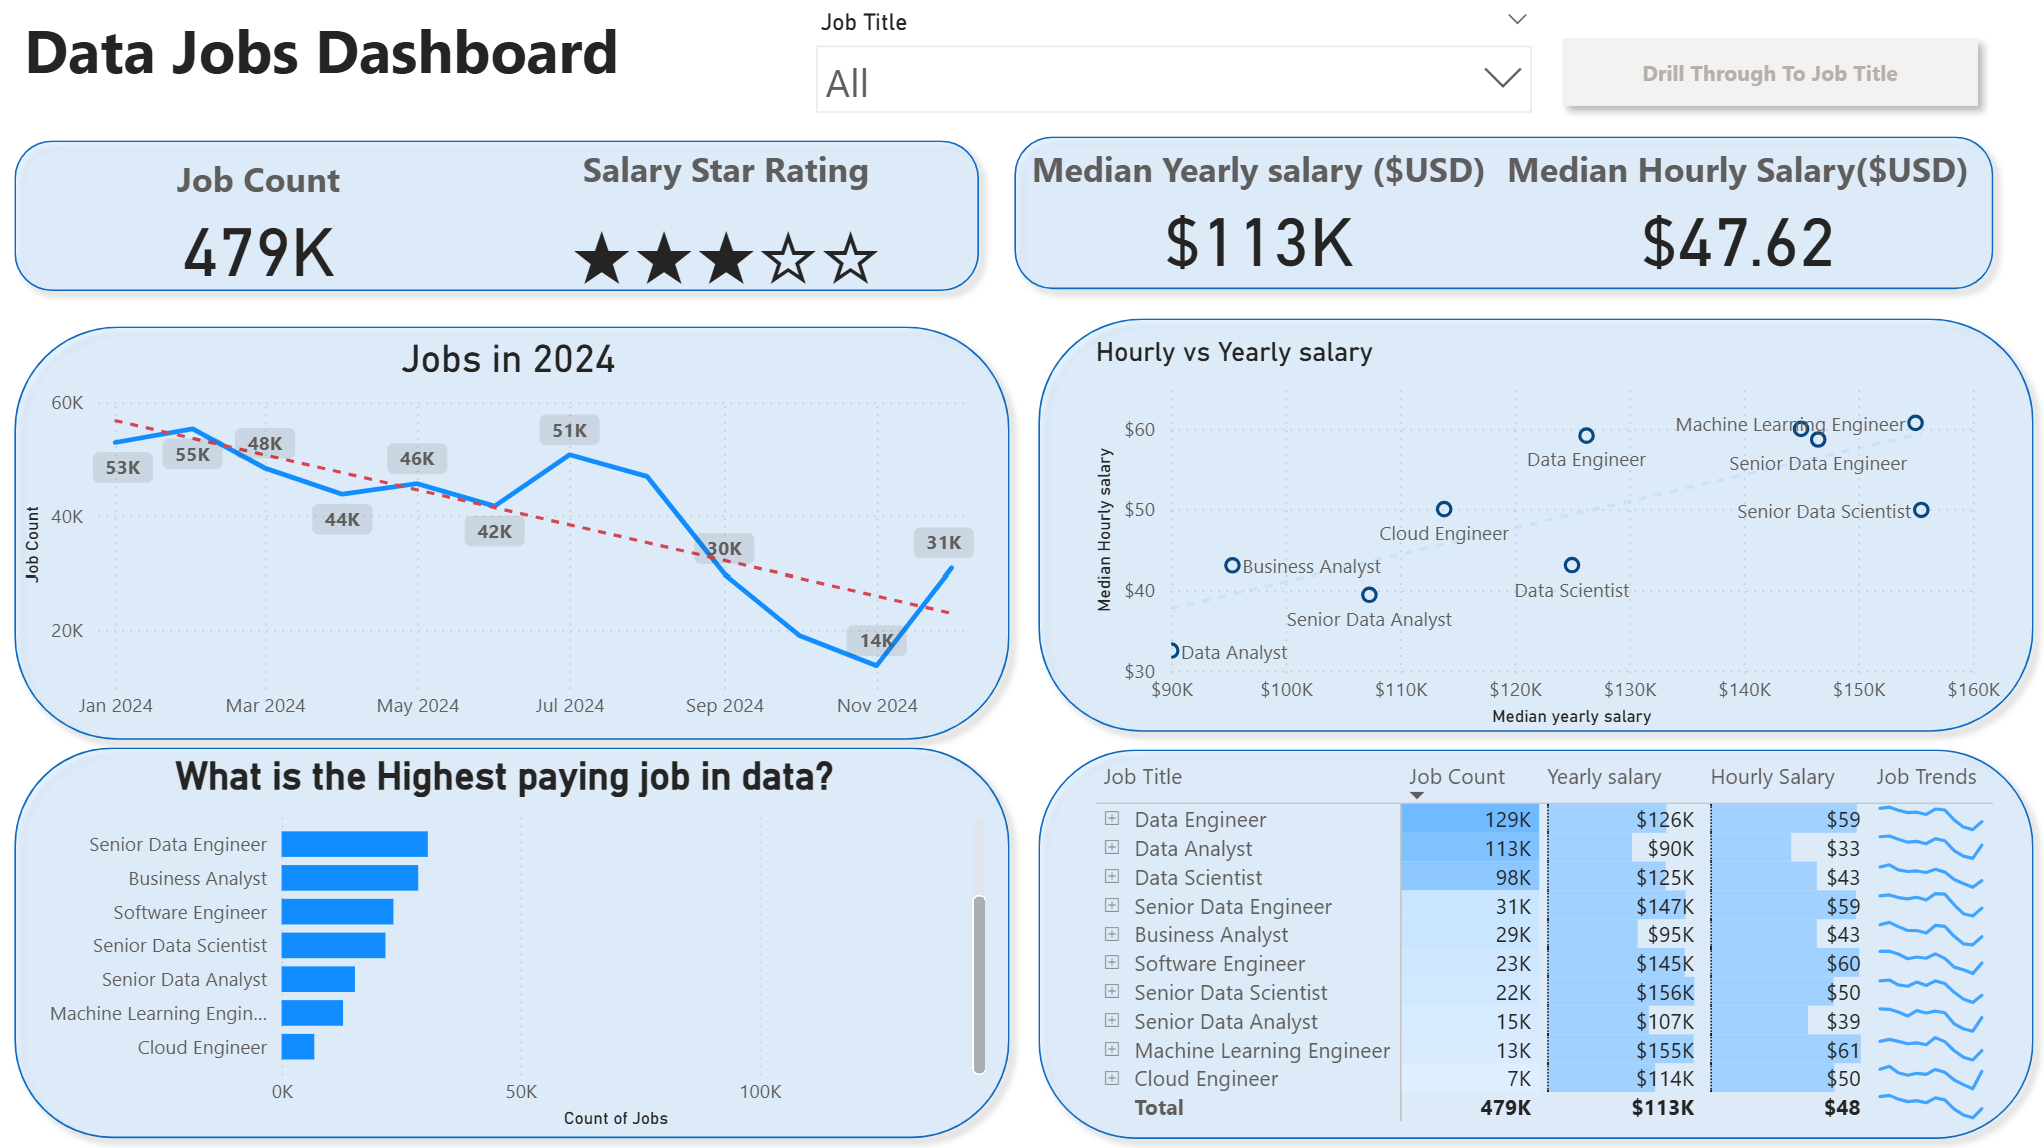 Data Jobs Dashboard
Job Title
All
Drill Through To Job Title
Job Count
479K
Salary Star Rating
★★★☆☆
Median Yearly salary ($USD)
$113K
Median Hourly Salary($USD)
$47.62
Jobs in 2024
Job Count
60K
40K
20K
53K
55K
48K
44K
46K
42K
51K
30K
14K
31K
Jan 2024
Mar 2024
May 2024
Jul 2024
Sep 2024
Nov 2024
Hourly vs Yearly salary
Median Hourly salary
$60
$50
$40
$30
Machine Learning Engineer
Data Engineer
Senior Data Engineer
Senior Data Scientist
Cloud Engineer
Business Analyst
Data Scientist
Senior Data Analyst
Data Analyst
$90K
$100K
$110K
$120K
$130K
$140K
$150K
$160K
Median yearly salary
What is the Highest paying job in data?
Senior Data Engineer
Business Analyst
Software Engineer
Senior Data Scientist
Senior Data Analyst
Machine Learning Engin...
Cloud Engineer
0K
50K
100K
Count of Jobs
Job Title Job Count Yearly salary Hourly Salary Job Trends
Data Engineer 129K $126K $59
Data Analyst 113K $90K $33
Data Scientist 98K $125K $43
Senior Data Engineer 31K $147K $59
Business Analyst 29K $95K $43
Software Engineer 23K $145K $60
Senior Data Scientist 22K $156K $50
Senior Data Analyst 15K $107K $39
Machine Learning Engineer 13K $155K $61
Cloud Engineer 7K $114K $50
Total 479K $113K $48